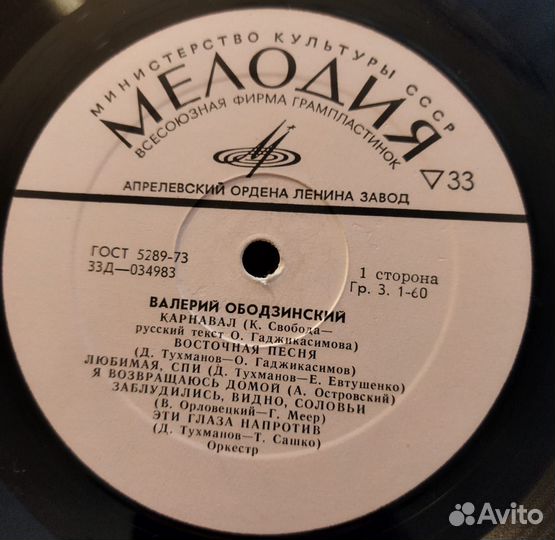 МИНИСТЕРСТВО КУЛЬТУРЫ СССР
МЕЛОДИЯ
ВСЕСОЮЗНАЯ ФИРМА ГРАМПЛАСТИНОК
▽33
АПРЕЛЕВСКИЙ ОРДЕНА ЛЕНИНА ЗАВОД
ГОСТ 5289-73
33Д—034983
1 сторона
Гр. 3. 1-60
ВАЛЕРИЙ ОБОДЗИНСКИЙ
КАРНАВАЛ (К. Свобода—
русский текст О. Гаджикасимова)
ВОСТОЧНАЯ ПЕСНЯ
(Д. Тухманов—О. Гаджикасимов)
ЛЮБИМАЯ, СПИ (Д. Тухманов—Е. Евтушенко)
Я ВОЗВРАЩАЮСЬ ДОМОЙ (А. Островский)
ЗАБЛУДИЛИСЬ, ВИДНО, СОЛОВЬИ
(В. Орловецкий—Г. Меер)
ЭТИ ГЛАЗА НАПРОТИВ
(Д. Тухманов—Т. Сашко)
Оркестр
Avito